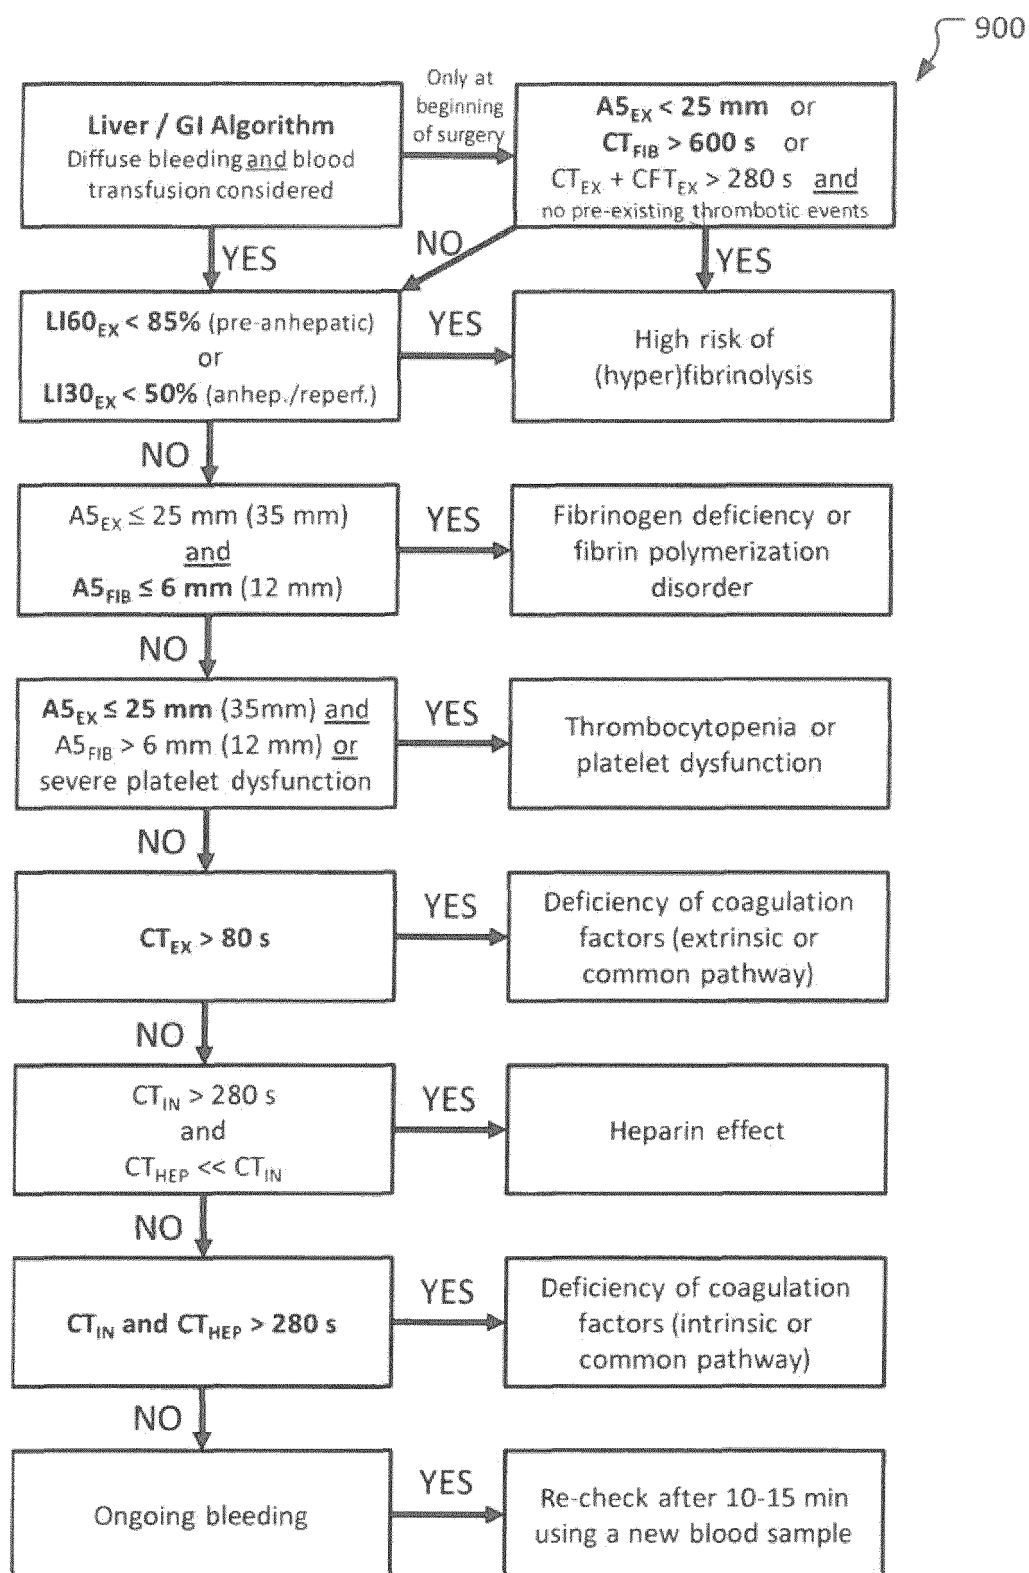 900
Liver / GI Algorithm
Diffuse bleeding and blood
transfusion considered
Only at
beginning
of surgery
A5EX < 25 mm or
CTFIB > 600 s or
CTEX + CFTEX > 280 s and
no pre-existing thrombotic events
YES
NO
YES
LI60EX < 85% (pre-anhepatic)
or
LI30EX < 50% (anhep./reperf.)
YES
High risk of
(hyper)fibrinolysis
NO
A5EX ≤ 25 mm (35 mm)
and
A5FIB ≤ 6 mm (12 mm)
YES
Fibrinogen deficiency or
fibrin polymerization
disorder
NO
A5EX ≤ 25 mm (35mm) and
A5FIB > 6 mm (12 mm) or
severe platelet dysfunction
YES
Thrombocytopenia or
platelet dysfunction
NO
CTEX > 80 s
YES
Deficiency of coagulation
factors (extrinsic or
common pathway)
NO
CTIN > 280 s
and
CTHEP << CTIN
YES
Heparin effect
NO
CTIN and CTHEP > 280 s
YES
Deficiency of coagulation
factors (intrinsic or
common pathway)
NO
Ongoing bleeding
YES
Re-check after 10-15 min
using a new blood sample